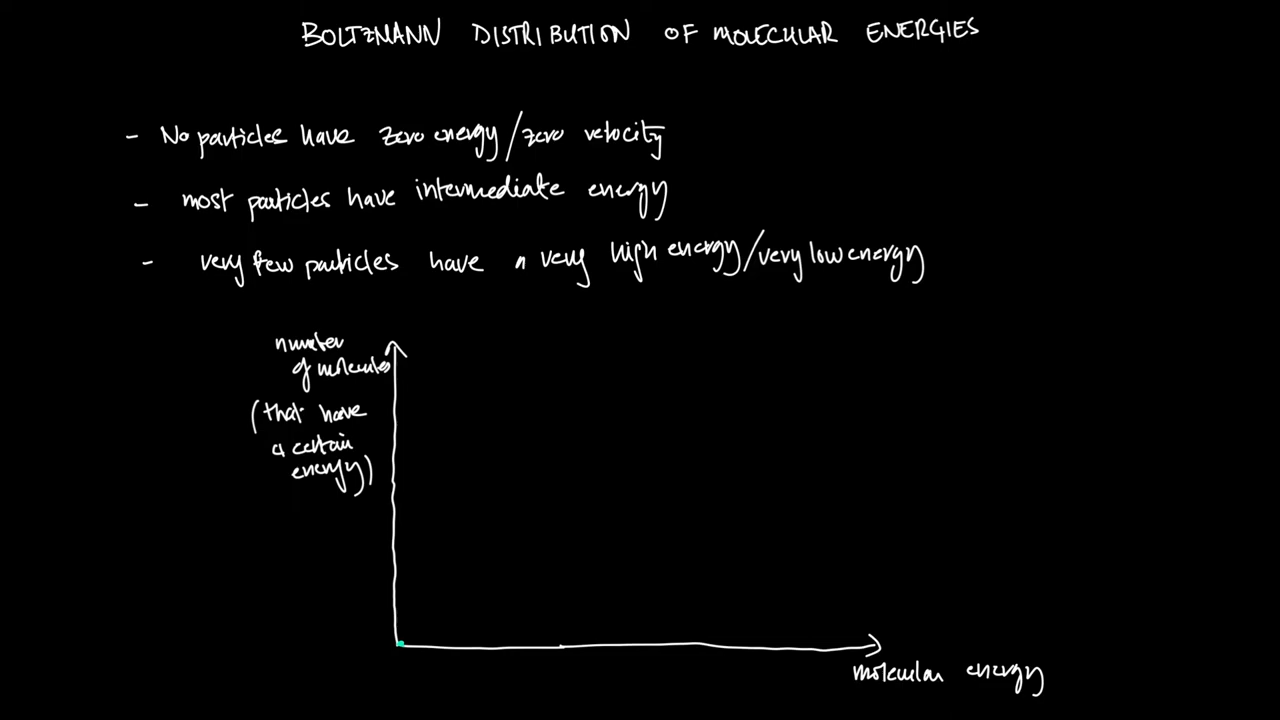 BOLTZMANN DISTRIBUTION OF MOLECULAR ENERGIES
- No particles have zero energy/zero velocity
- most particles have intermediate energy
- very few particles have a very high energy/very low energy
number
of molecules
(that have
a certain
energy)
molecular energy